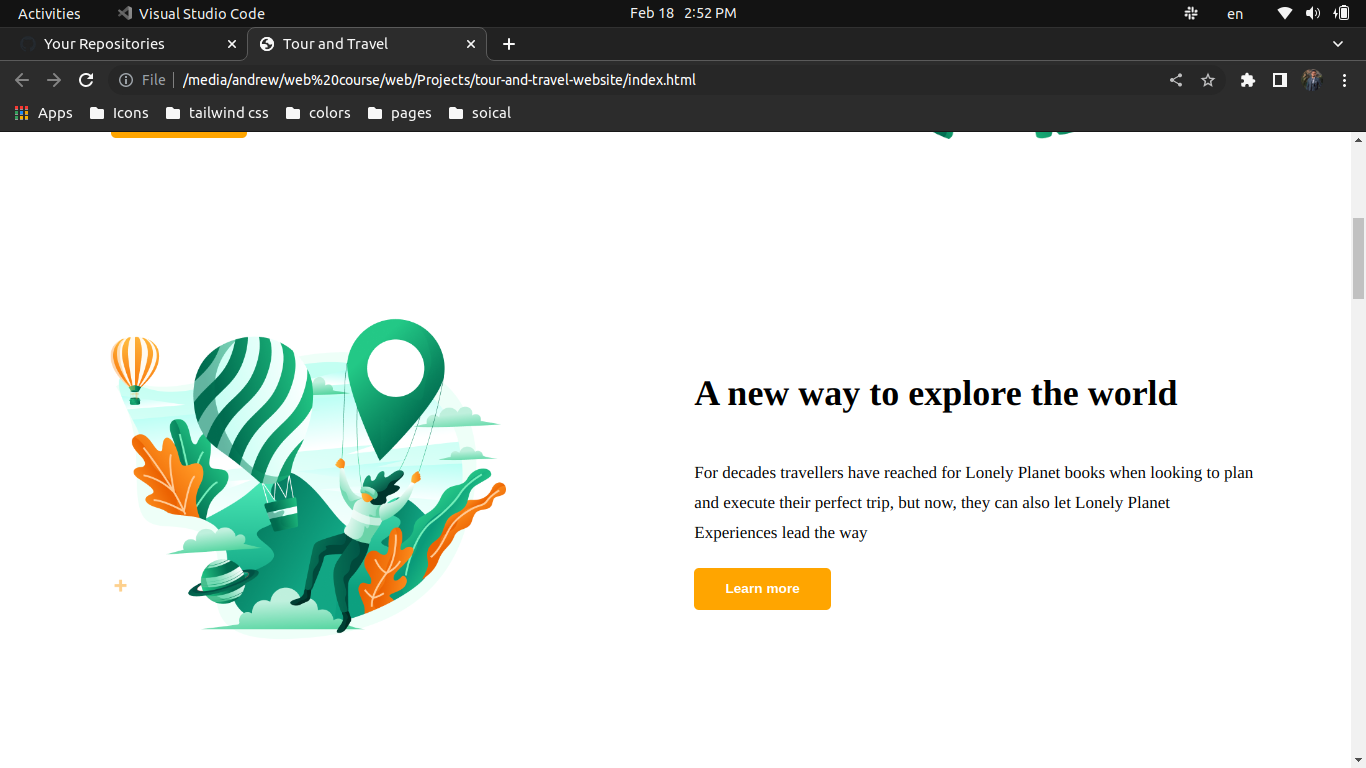 Activities Visual Studio Code Feb 18 2:52 PM en
Your Repositories Tour and Travel
File /media/andrew/web%20course/web/Projects/tour-and-travel-website/index.html
Apps Icons tailwind css colors pages soical
A new way to explore the world
For decades travellers have reached for Lonely Planet books when looking to plan
and execute their perfect trip, but now, they can also let Lonely Planet
Experiences lead the way
Learn more